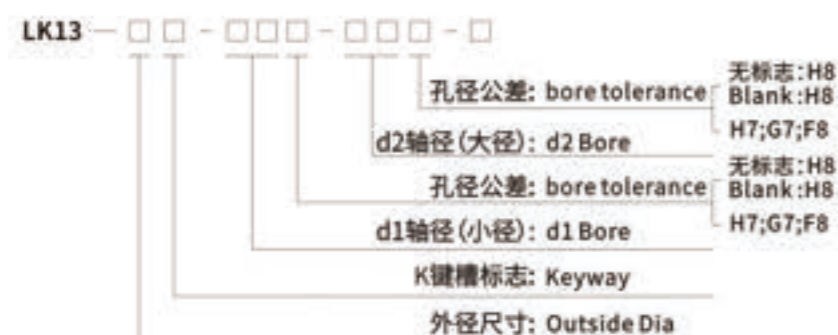 LK13 — □ □ - □□□ - □□□ - □
无标志:H8
孔径公差: bore tolerance
Blank:H8
H7;G7;F8
d2轴径(大径): d2 Bore
无标志:H8
孔径公差: bore tolerance
Blank:H8
H7;G7;F8
d1轴径(小径): d1 Bore
K键槽标志: Keyway
外径尺寸: Outside Dia